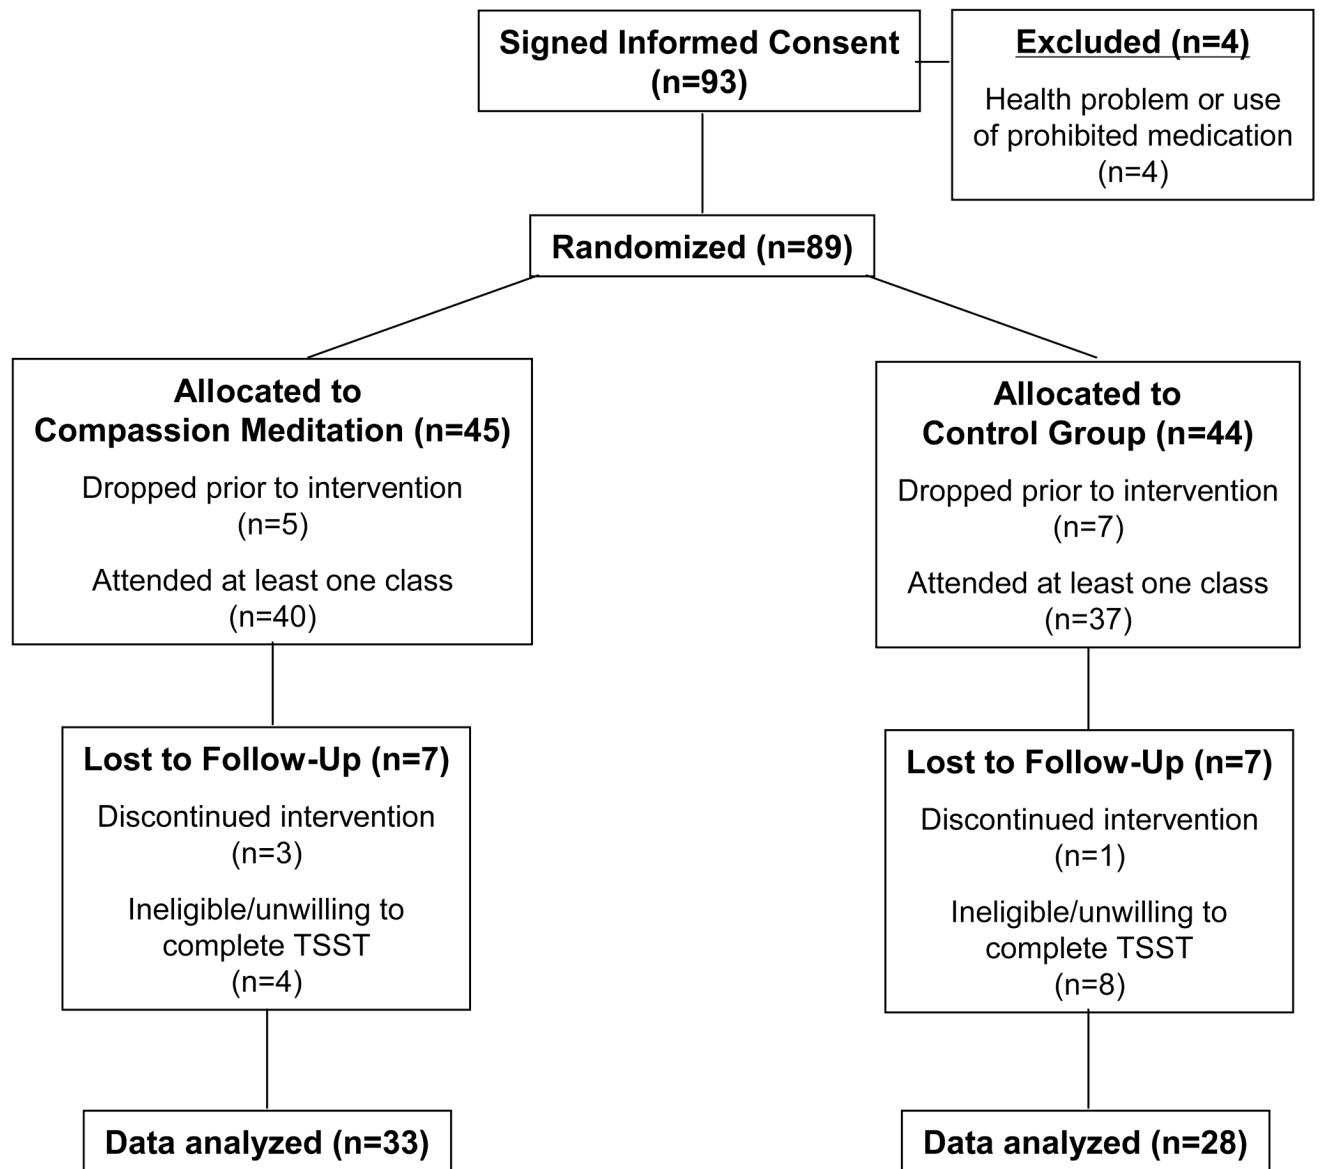 Signed Informed Consent
(n=93)
Excluded (n=4)
Health problem or use
of prohibited medication
(n=4)
Randomized (n=89)
Allocated to
Compassion Meditation (n=45)
Dropped prior to intervention
(n=5)
Attended at least one class
(n=40)
Allocated to
Control Group (n=44)
Dropped prior to intervention
(n=7)
Attended at least one class
(n=37)
Lost to Follow-Up (n=7)
Discontinued intervention
(n=3)
Ineligible/unwilling to
complete TSST
(n=4)
Lost to Follow-Up (n=7)
Discontinued intervention
(n=1)
Ineligible/unwilling to
complete TSST
(n=8)
Data analyzed (n=33)
Data analyzed (n=28)